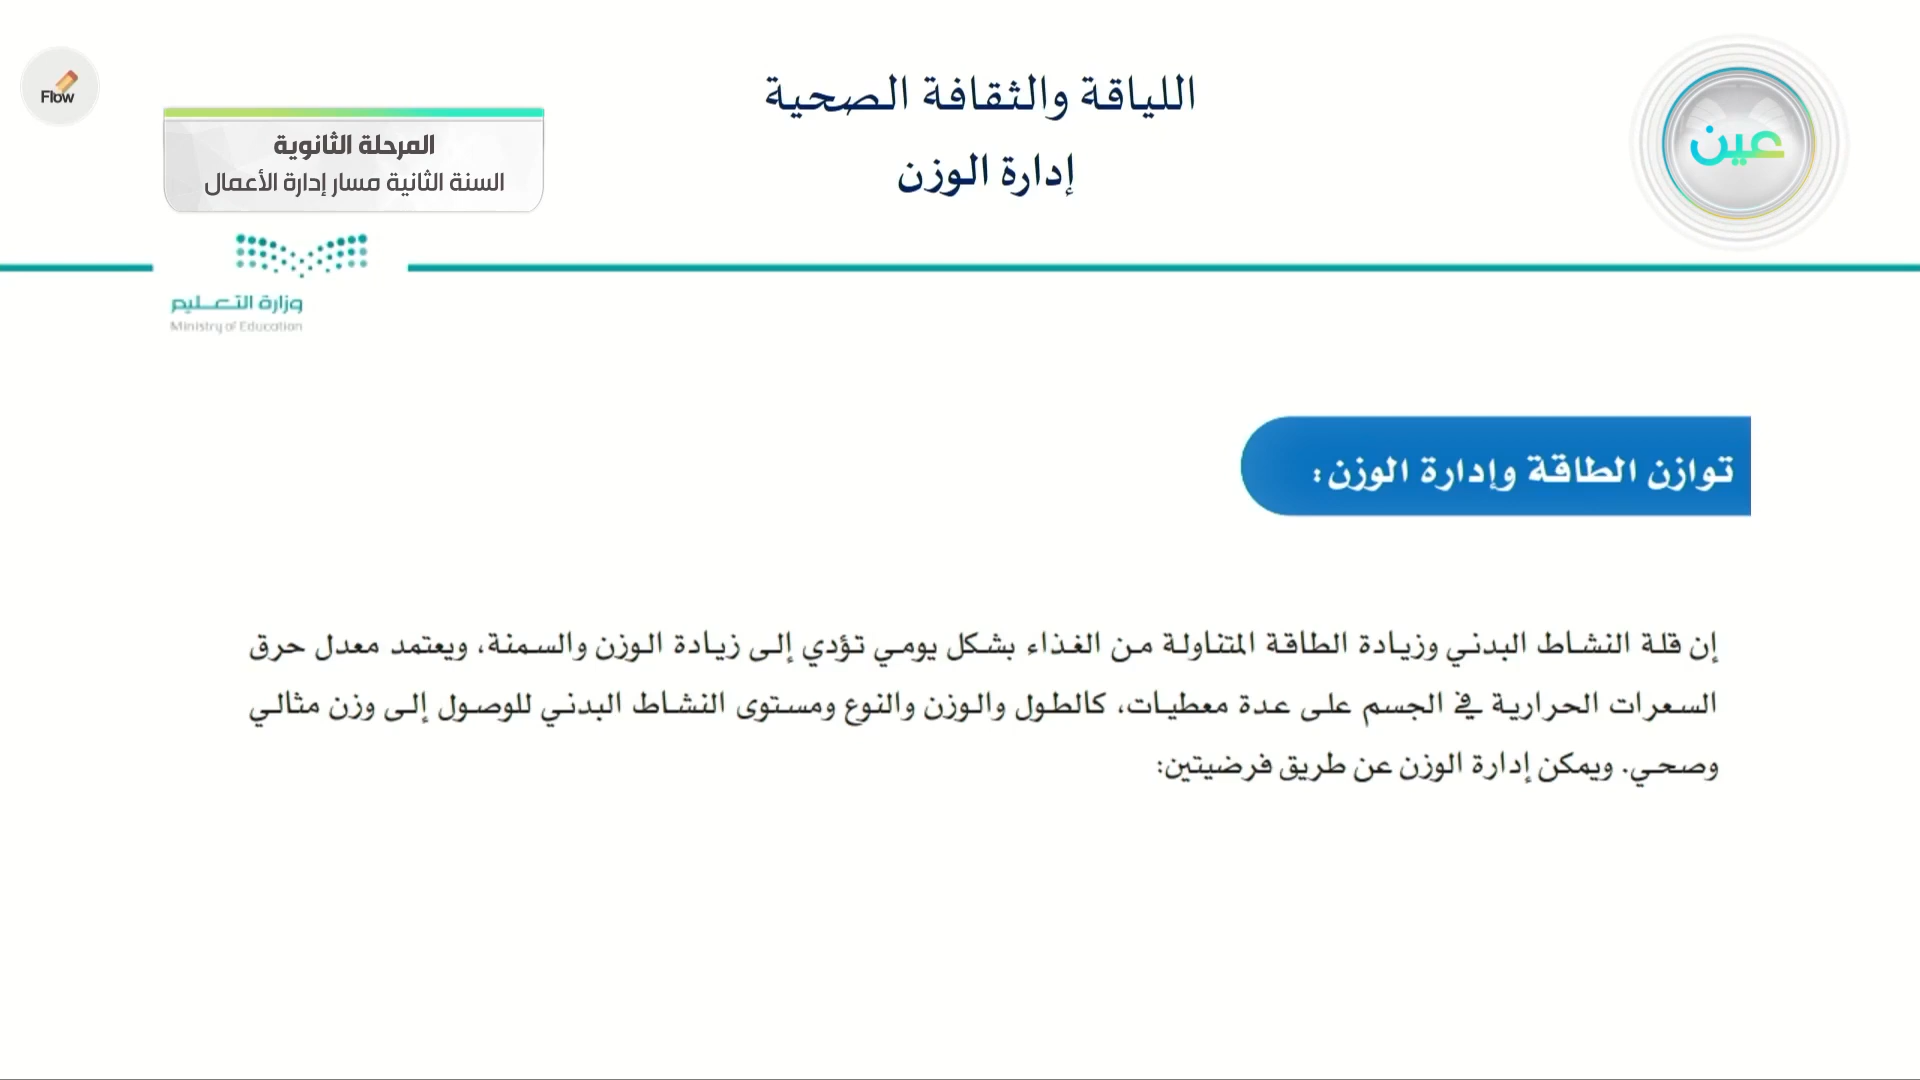 اللياقة والثقافة الصحية
إدارة الوزن
عين
Flow
المرحلة الثانوية
السنة الثانية مسار إدارة الأعمال
وزارة التعليم
Ministry of Education
توازن الطاقة وإدارة الوزن:
إن قلة النشاط البدني وزيادة الطاقة المتناولة من الغذاء بشكل يومي تؤدي إلى زيادة الوزن والسمنة، ويعتمد معدل حرق
السعرات الحرارية في الجسم على عدة معطيات، كالطول والوزن والنوع ومستوى النشاط البدني للوصول إلى وزن مثالي
وصحي. ويمكن إدارة الوزن عن طريق فرضيتين: